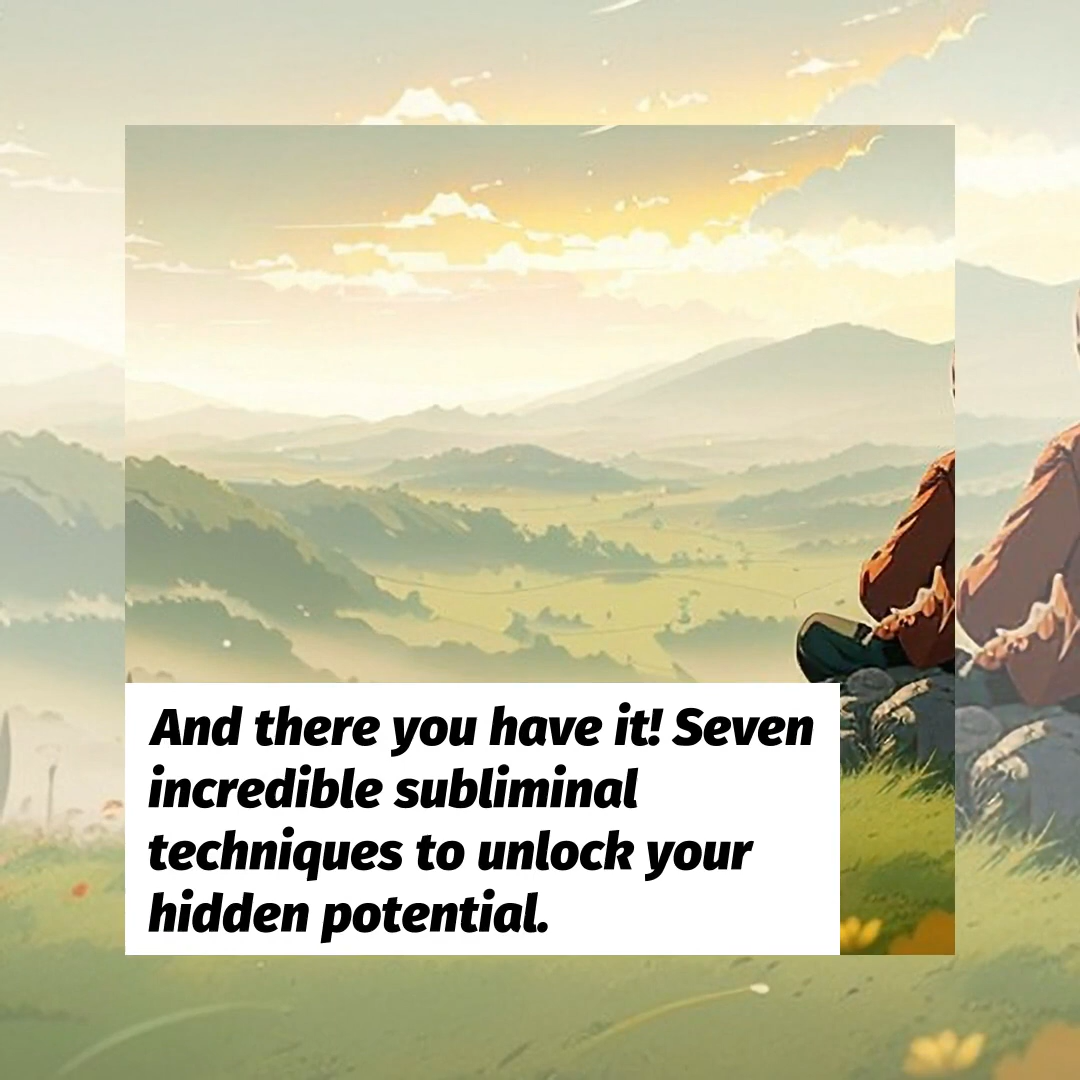 And there you have it! Seven
incredible subliminal
techniques to unlock your
hidden potential.